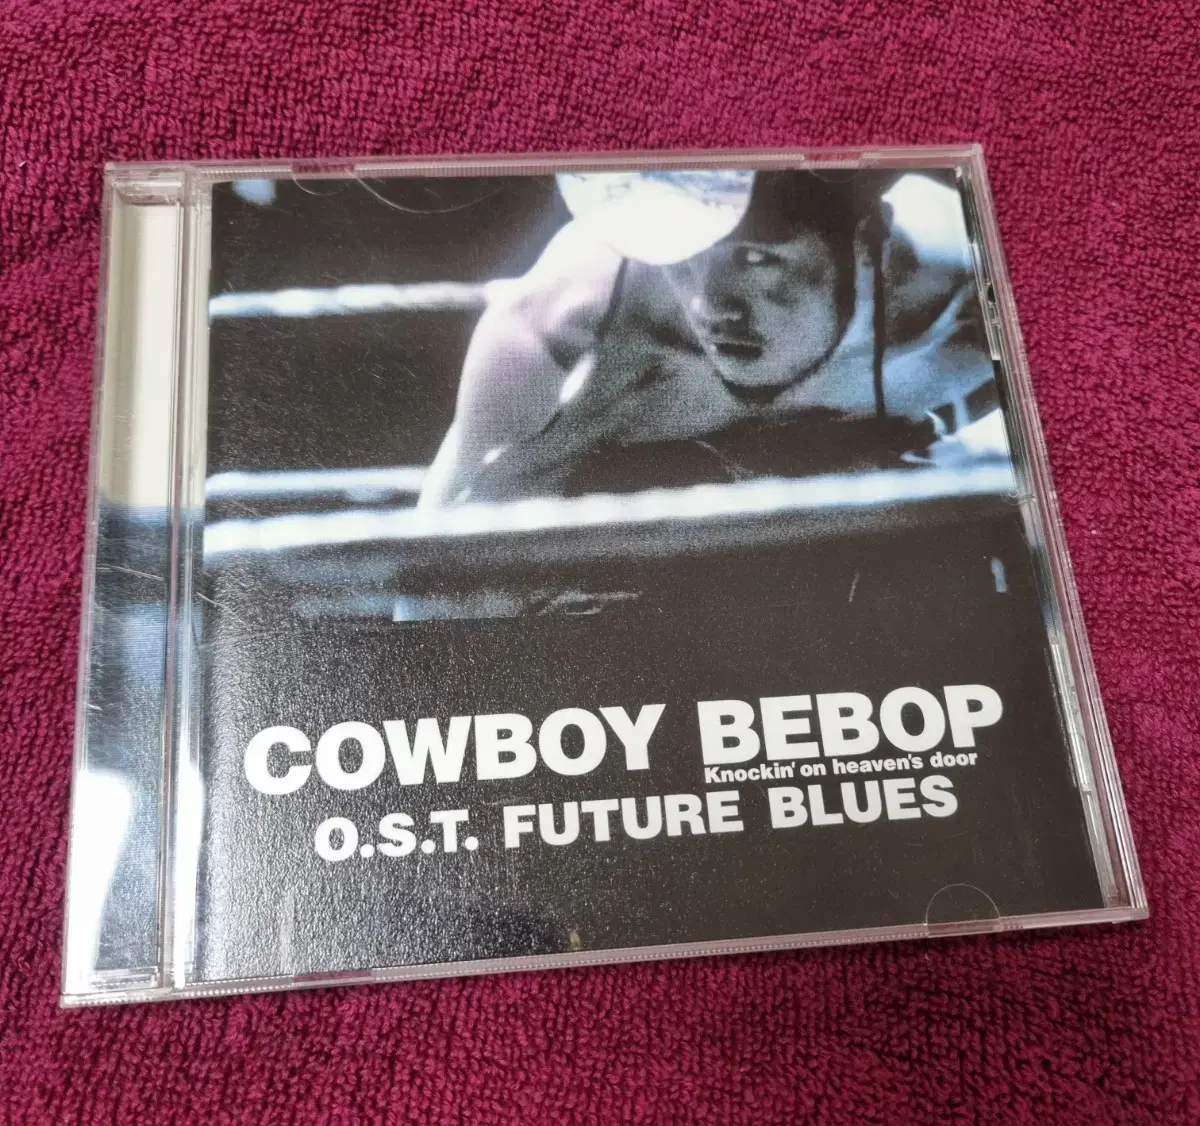 COWBOY BEBOP
Knockin' on heaven's door
O.S.T. FUTURE BLUES